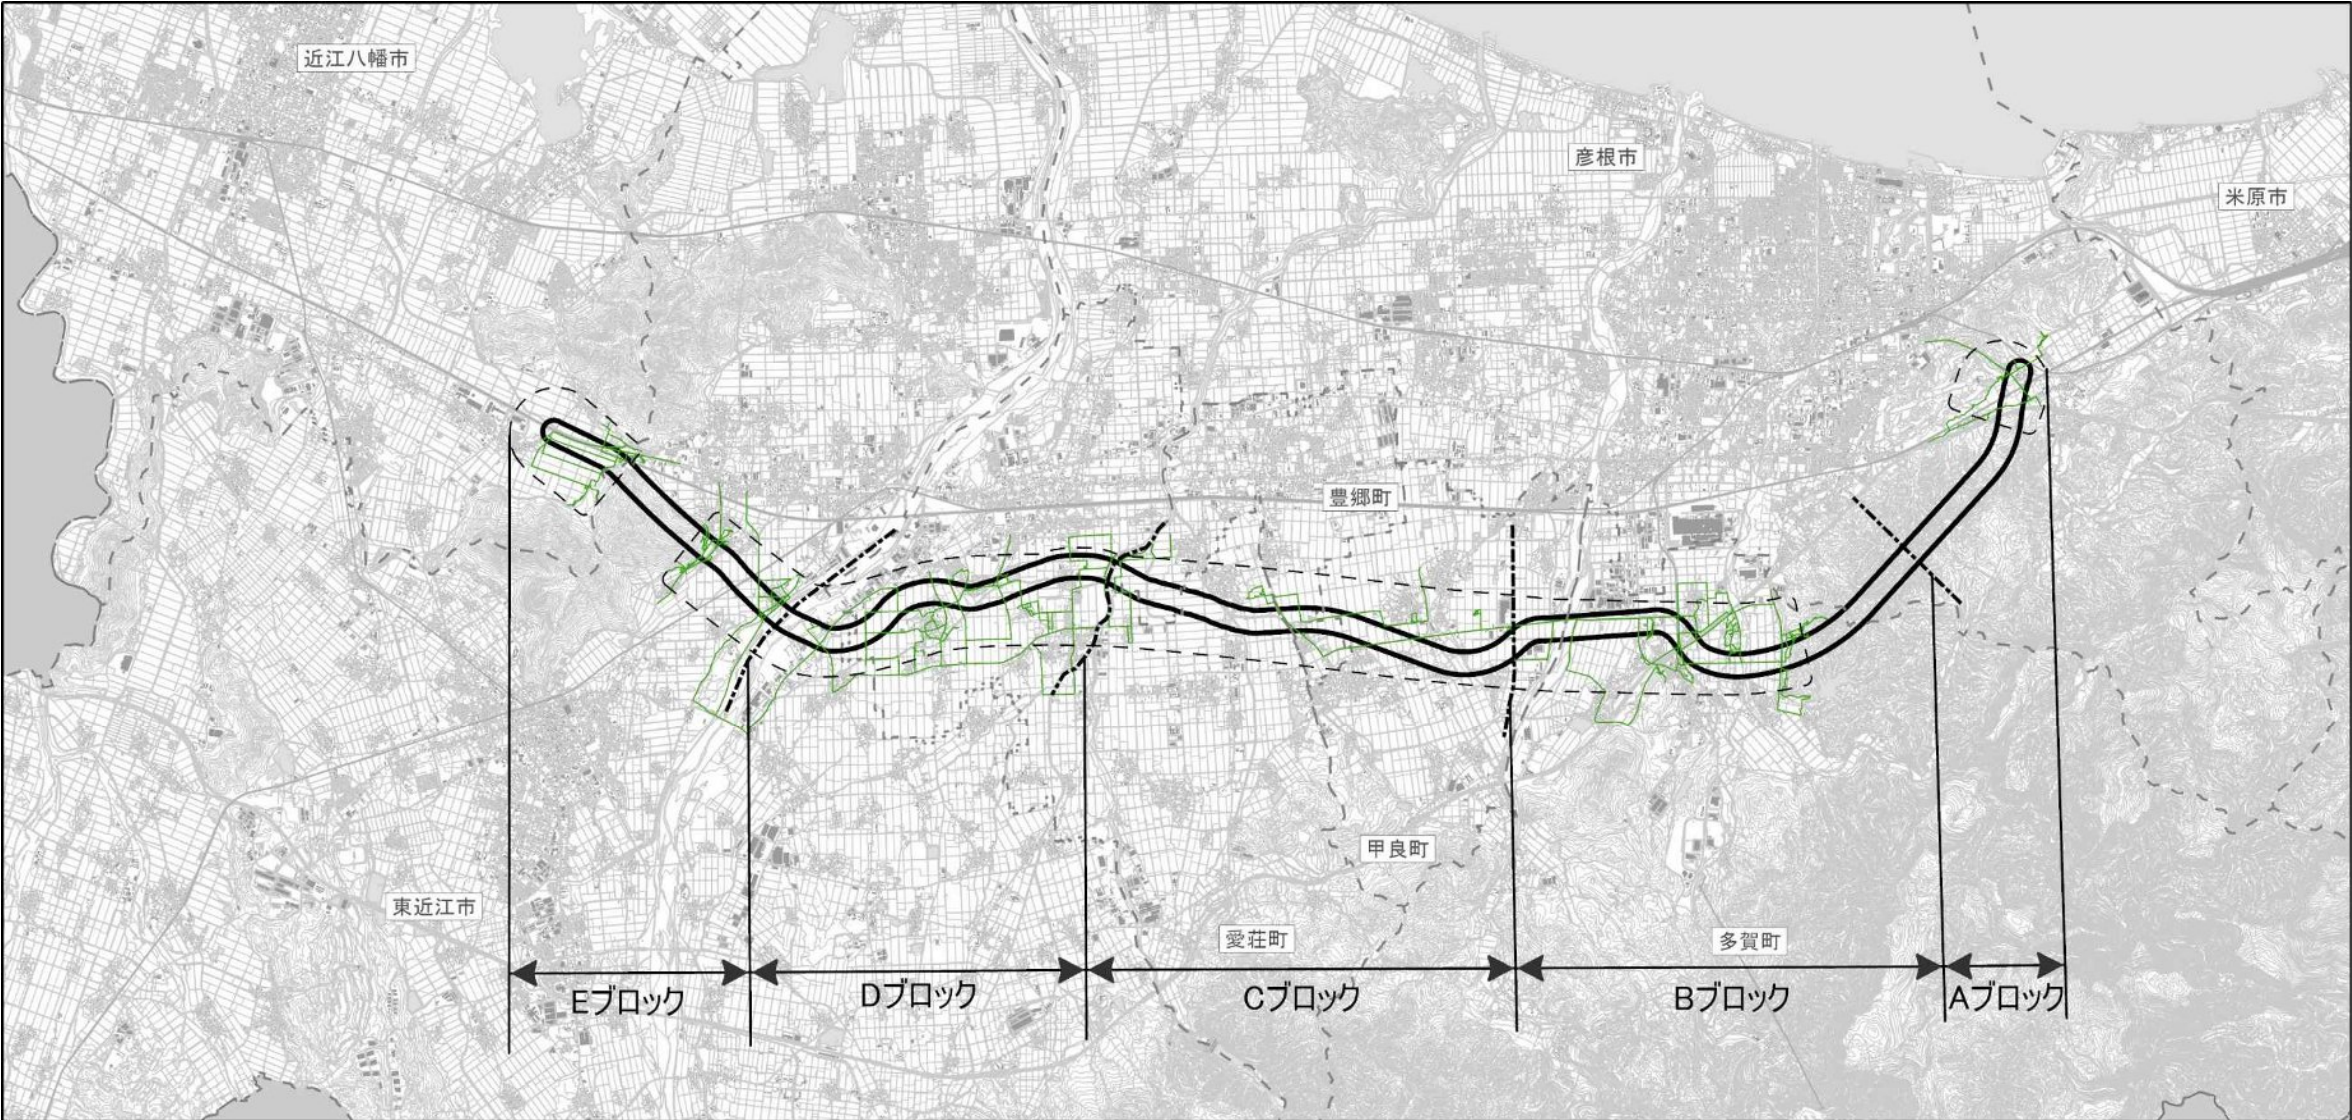 近江八幡市
彦根市
米原市
豊郷町
甲良町
東近江市
愛荘町
多賀町
Eブロック
Dブロック
Cブロック
Bブロック
Aブロック